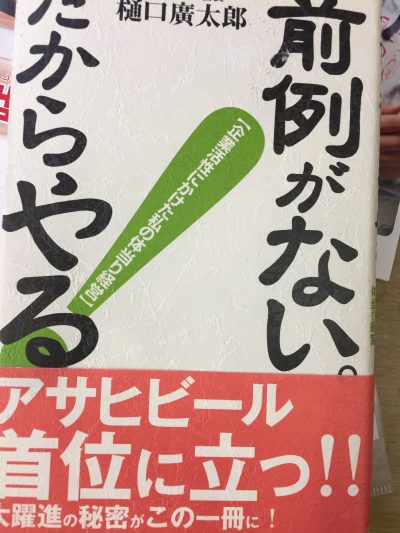 樋口廣太郎
前例がない。
だからやる!
【企業活性にかけた私の体当り経営】
アサヒビール
首位に立つ!!
大躍進の秘密がこの一冊に!